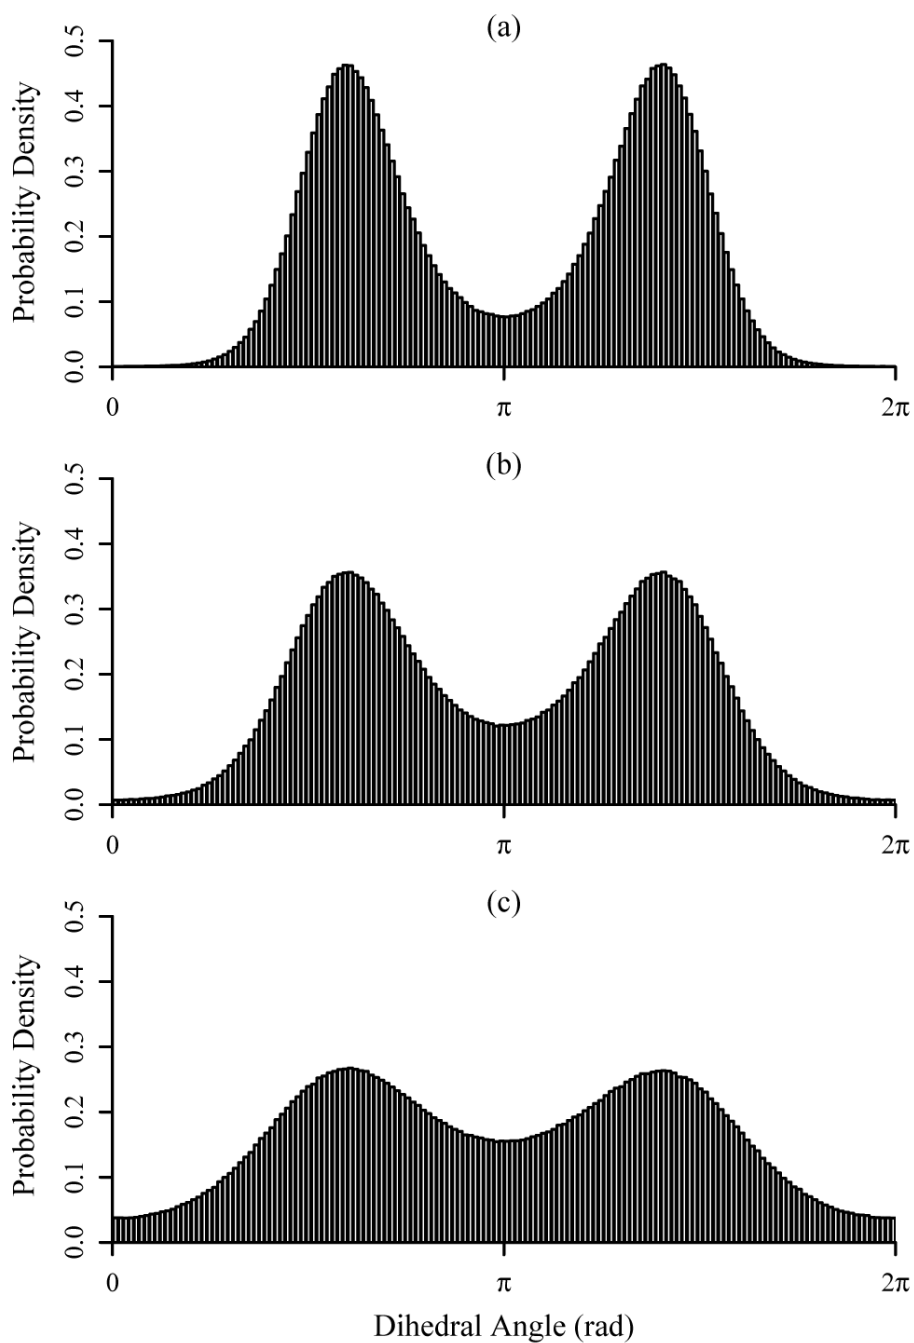 (a)
Probability Density
0.5
0.4
0.3
0.2
0.1
0.0
0 π 2π
(b)
Probability Density
0.5
0.4
0.3
0.2
0.1
0.0
0 π 2π
(c)
Probability Density
0.5
0.4
0.3
0.2
0.1
0.0
0 π 2π
Dihedral Angle (rad)